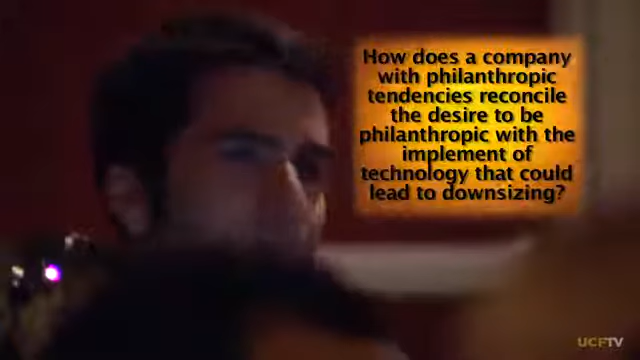 How does a company
with philanthropic
tendencies reconcile
the desire to be
philanthropic with the
implement of
technology that could
lead to downsizing?
UCFTV